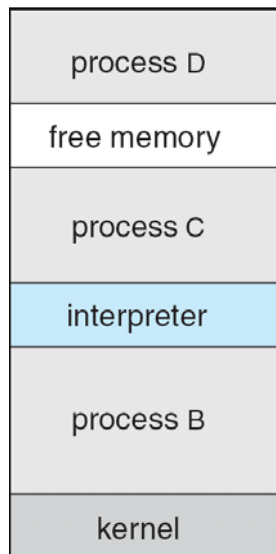 process D
free memory
process C
interpreter
process B
kernel